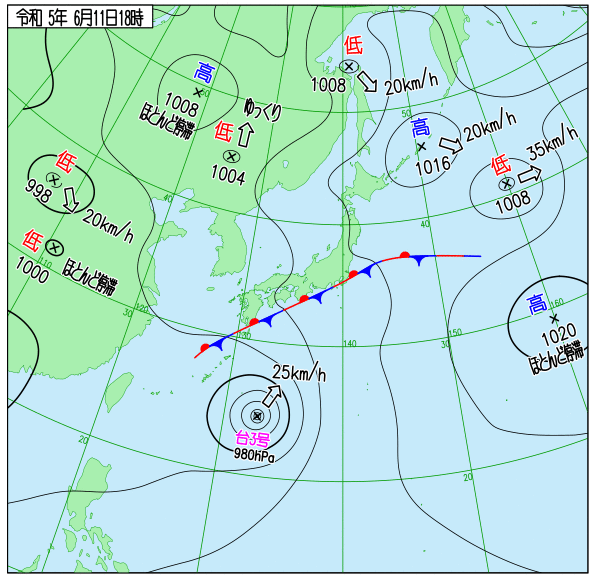 令和 5年 6月11日18時
低
1008
20km/h
高
1008
ほとんど停滞
ゆっくり
低
1004
50
50
高
20km/h
1016
35km/h
低
1008
低
998
20km/h
40
40
低
1000
ほとんど停滞
110
30
120
130
140
30
150
160
高
1020
ほとんど停滞
25km/h
台3号
980hPa
20
20